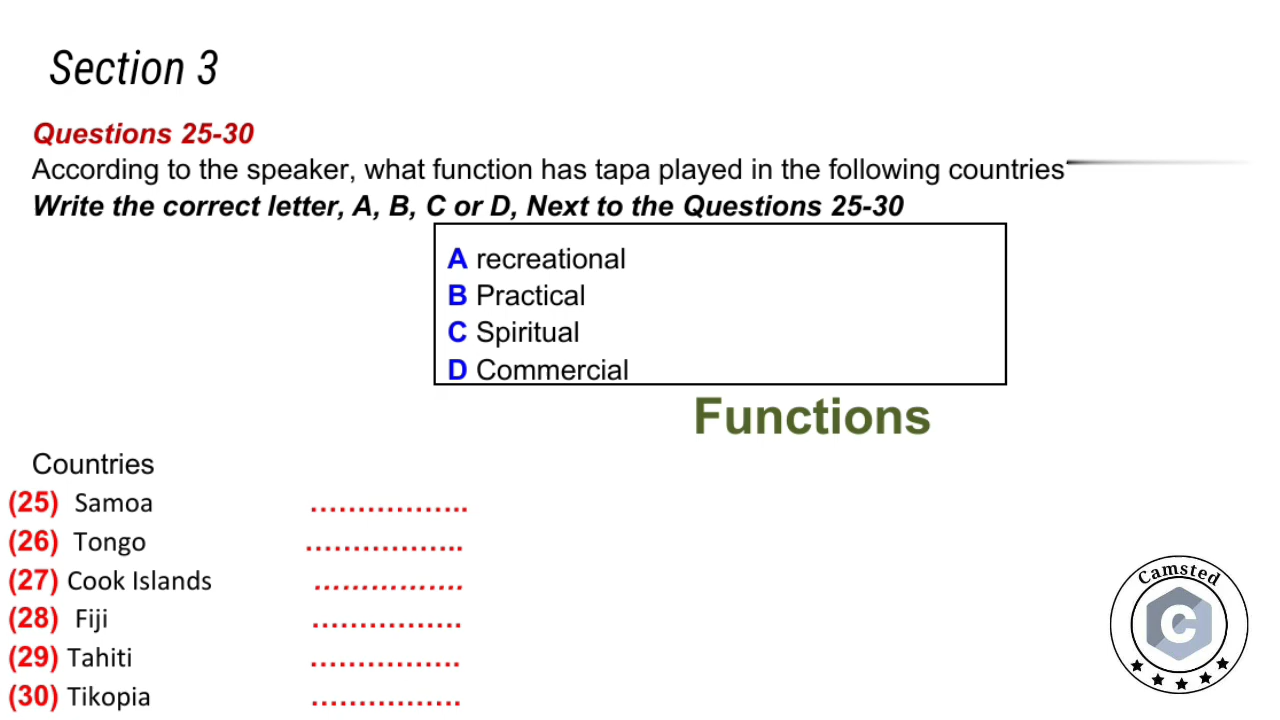 Section 3
Questions 25-30
According to the speaker, what function has tapa played in the following countries
Write the correct letter, A, B, C or D, Next to the Questions 25-30
A recreational
B Practical
C Spiritual
D Commercial
Functions
Countries
(25) Samoa ………………..
(26) Tongo ………………..
(27) Cook Islands …………….
(28) Fiji …………….
(29) Tahiti …………….
(30) Tikopia …………….
Camsted
C